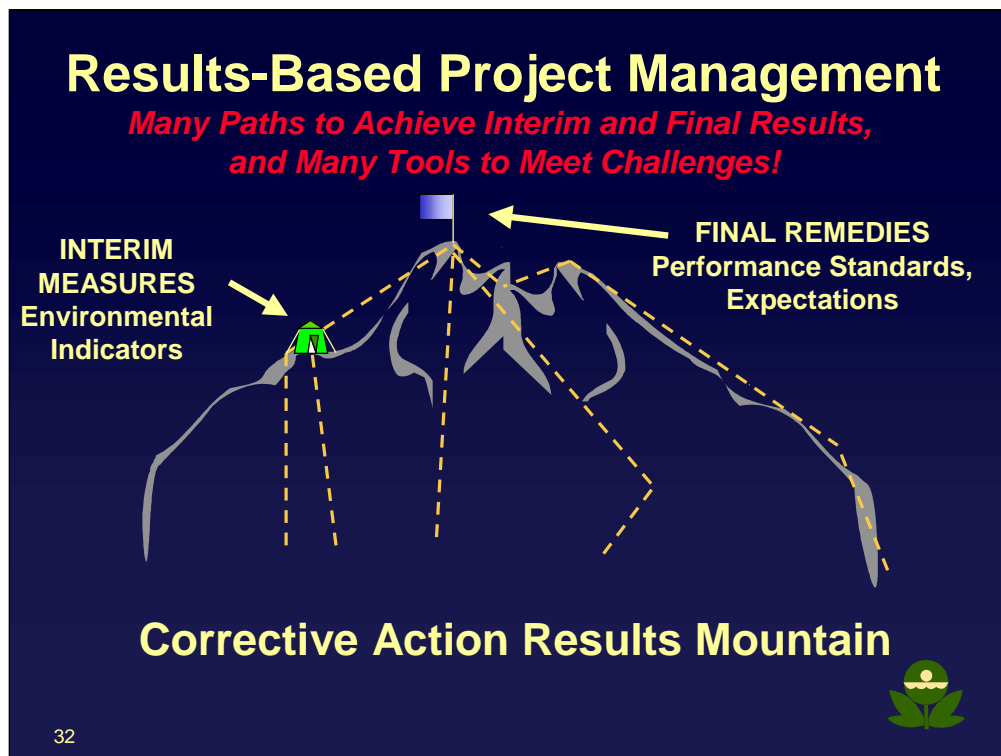 Results-Based Project Management
Many Paths to Achieve Interim and Final Results,
and Many Tools to Meet Challenges!
INTERIM
MEASURES
Environmental
Indicators
FINAL REMEDIES
Performance Standards,
Expectations
Corrective Action Results Mountain
32